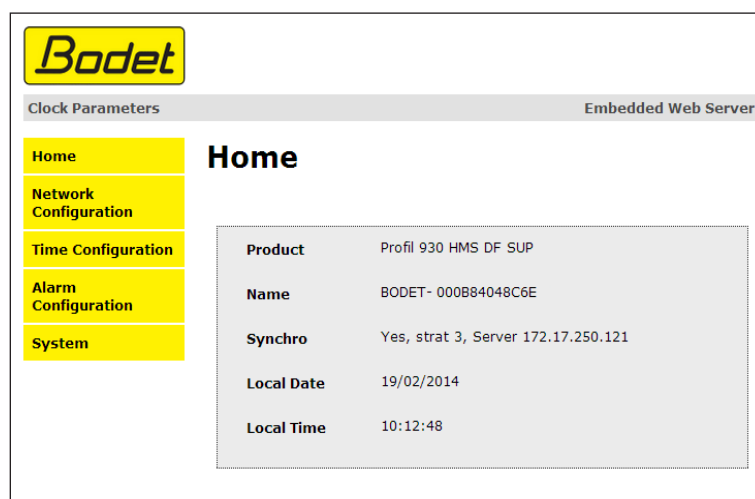 Bodet
Clock Parameters
Embedded Web Server
Home
Network
Configuration
Time Configuration
Alarm
Configuration
System
Home
Product Profil 930 HMS DF SUP
Name BODET- 000B84048C6E
Synchro Yes, strat 3, Server 172.17.250.121
Local Date 19/02/2014
Local Time 10:12:48